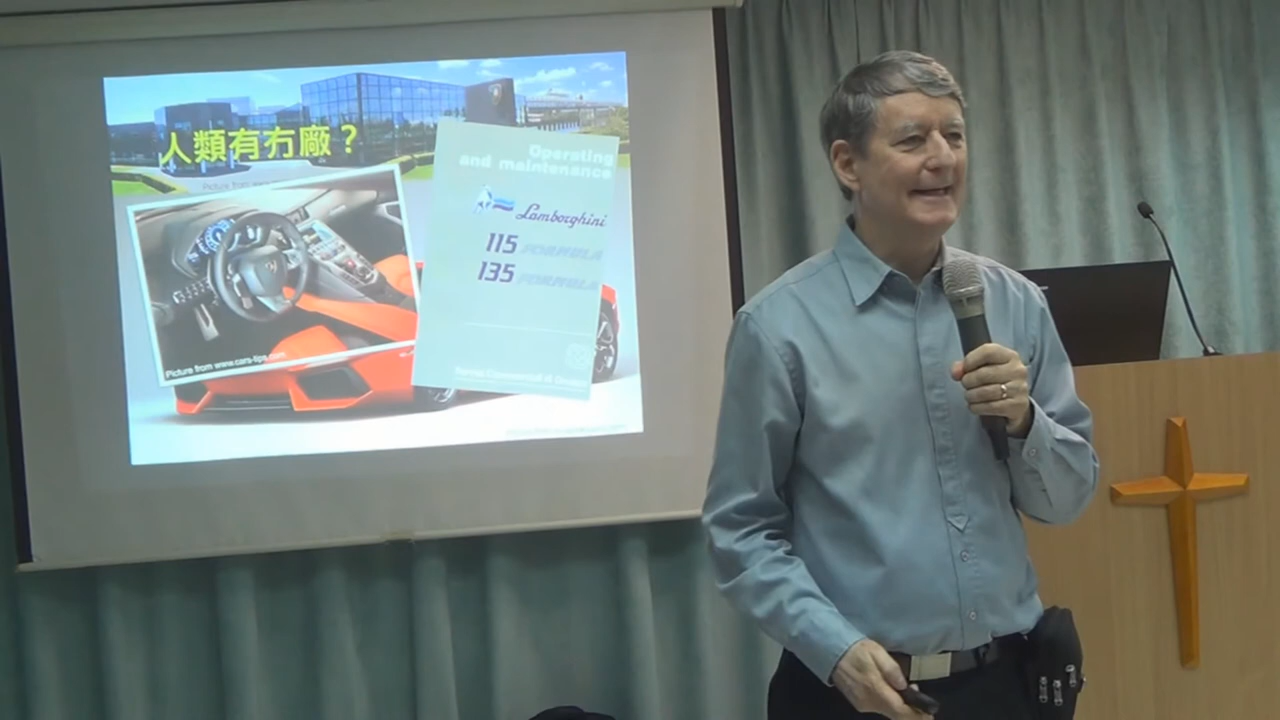 人類有冇廠？
Operating
and maintenance
Lamborghini
115 FORMULA
135 FORMULA
Picture from www.cars-tips.com